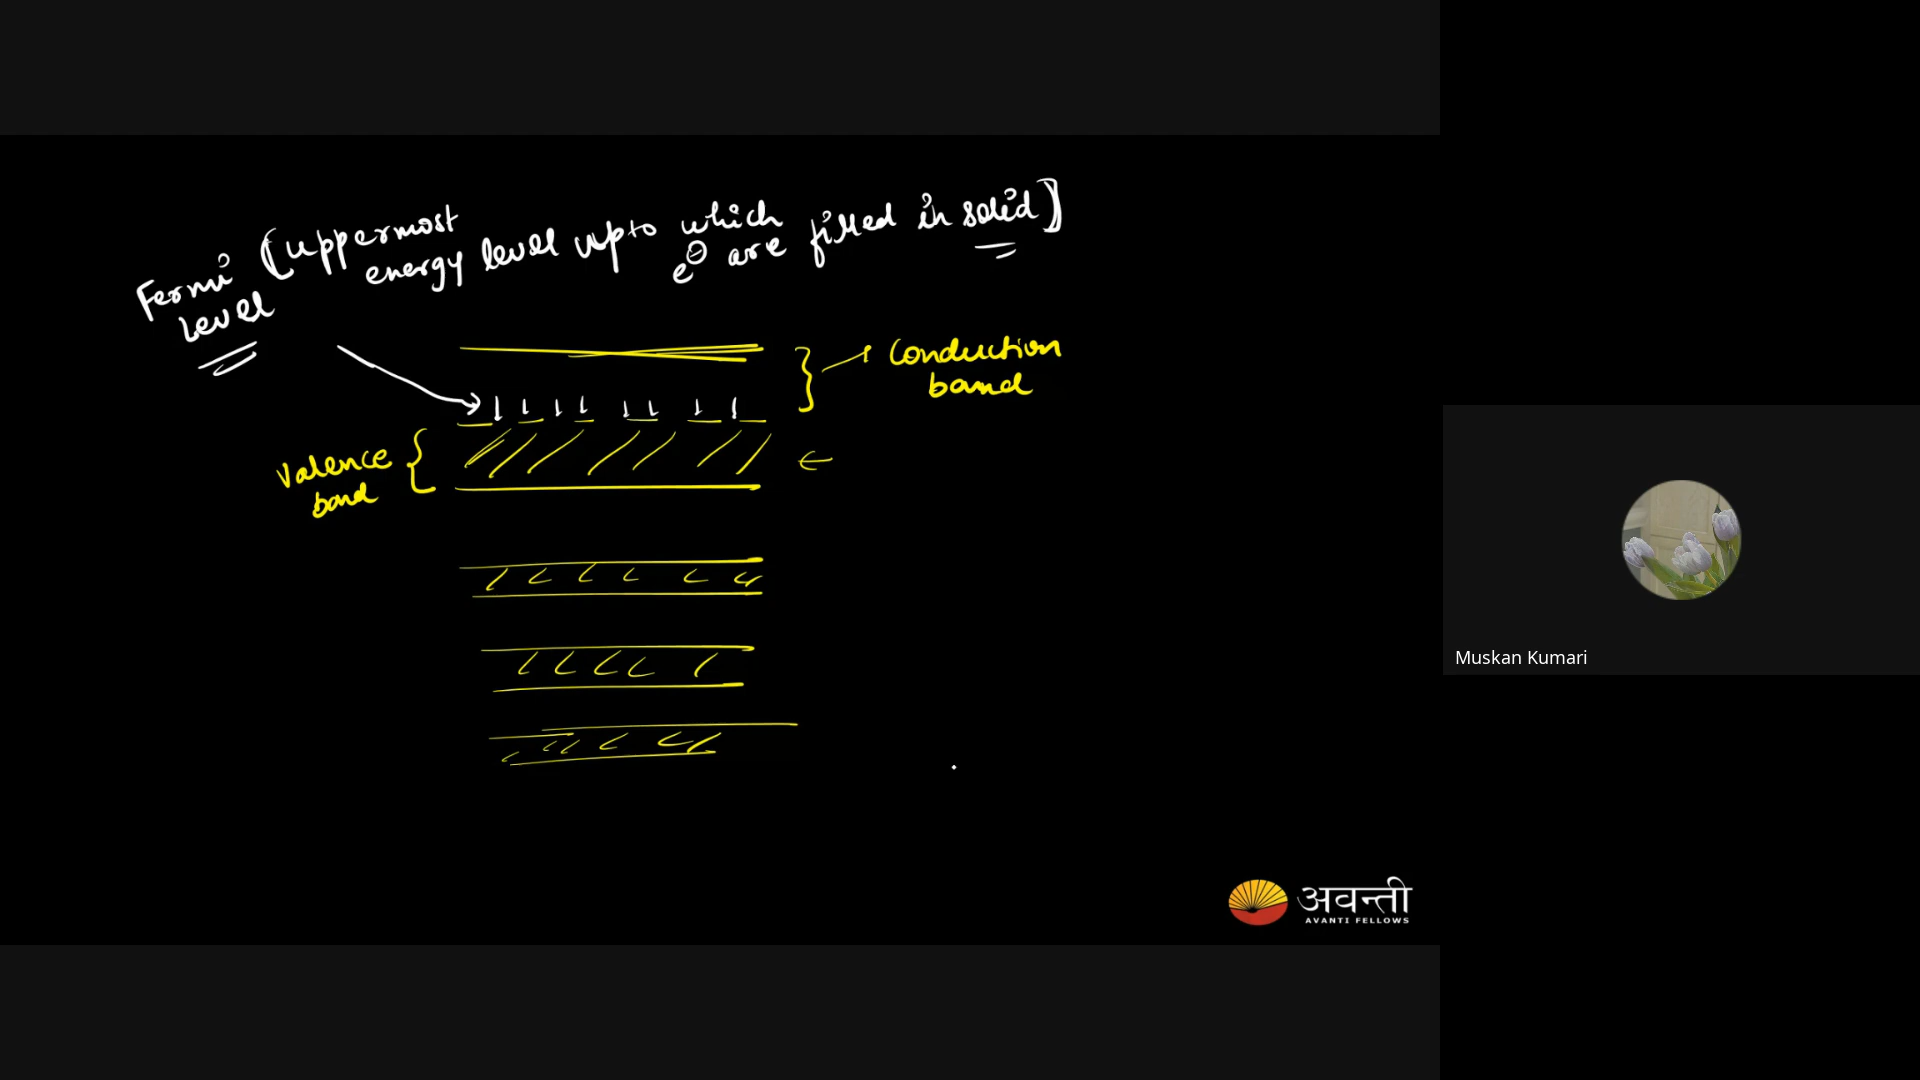 Fermi (uppermost
level energy level upto which
e⊖ are filled in solid)
Conduction
band
Valence
band
Muskan Kumari
अवन्ती
AVANTI FELLOWS